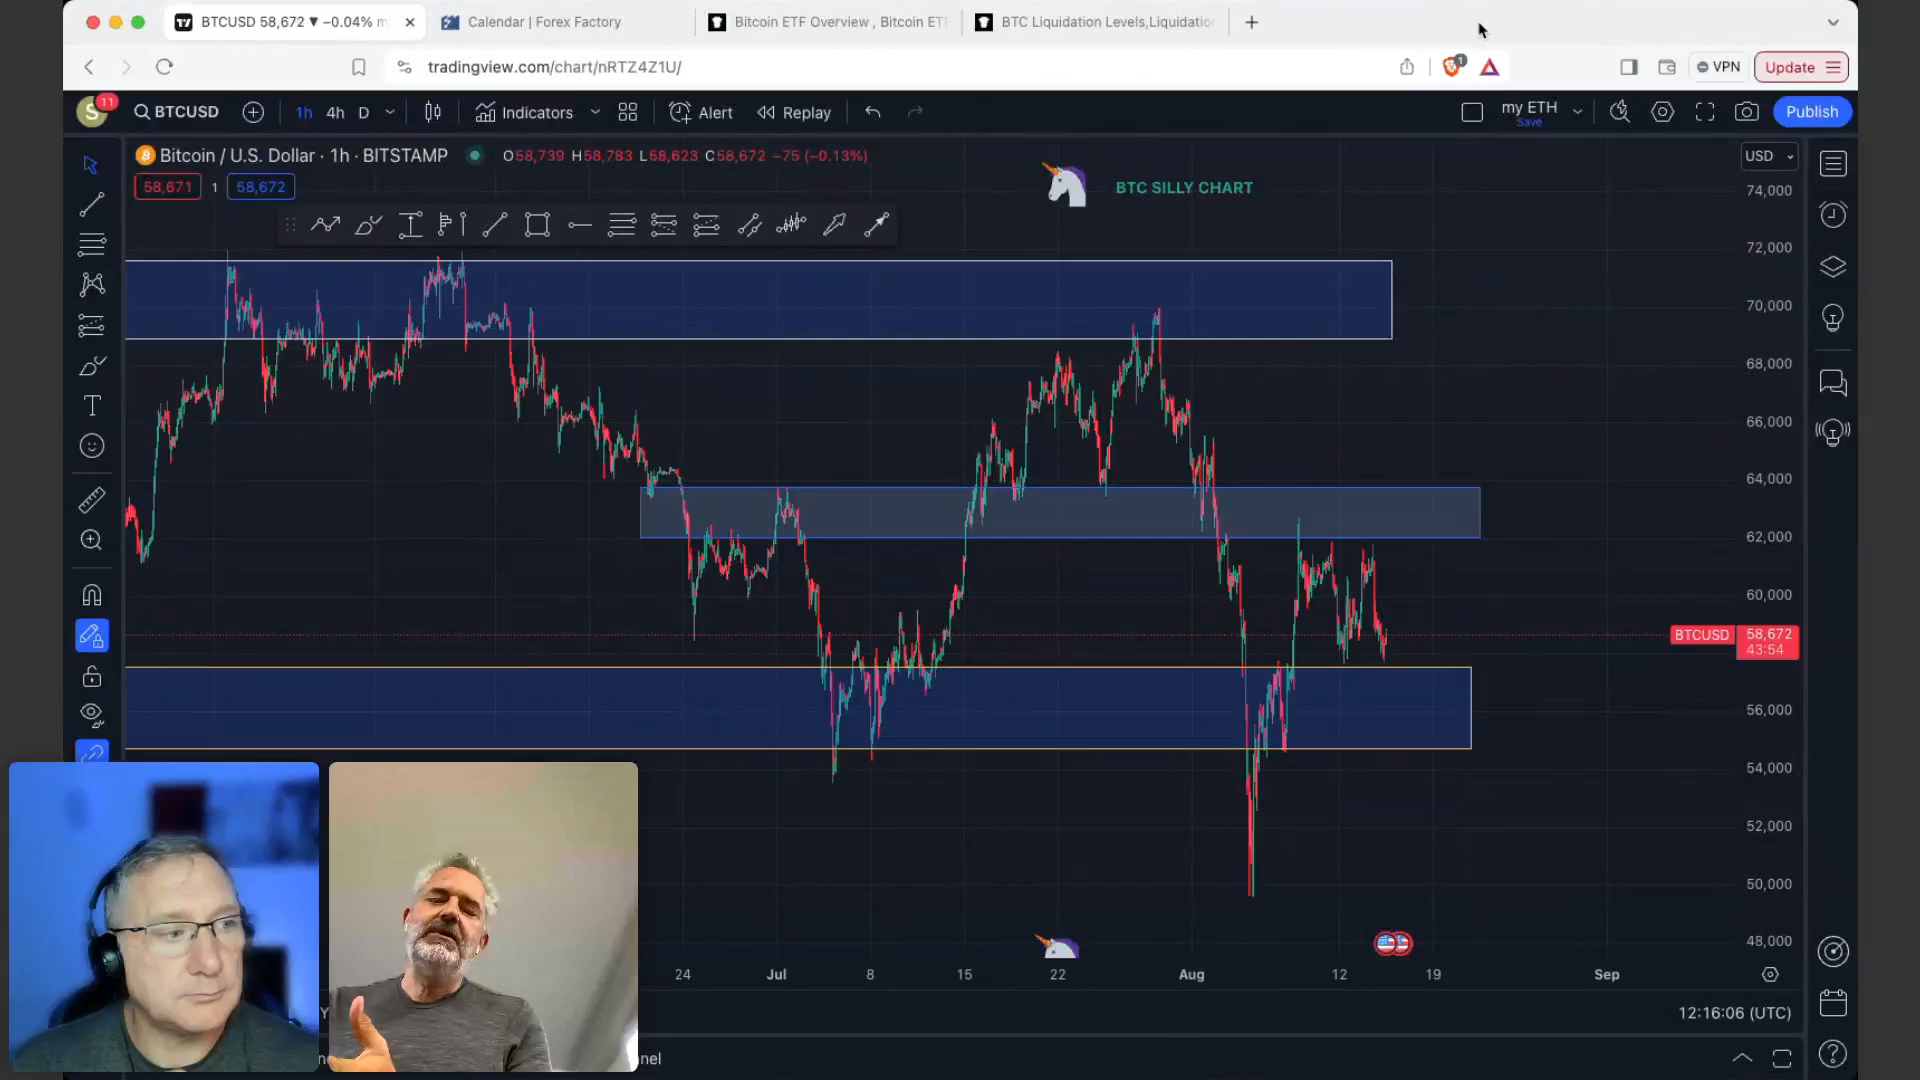 BTCUSD 58,672 ▼ −0.04% m
Calendar | Forex Factory
Bitcoin ETF Overview , Bitcoin ETF
BTC Liquidation Levels,Liquidation
tradingview.com/chart/nRTZ4Z1U/
1
VPN
Update
S
11
BTCUSD
1h
4h
D
Indicators
Alert
Replay
my ETH
Save
Publish
Bitcoin / U.S. Dollar · 1h · BITSTAMP
O58,739 H58,783 L58,623 C58,672 −75 (−0.13%)
USD
58,671
1
58,672
BTC SILLY CHART
74,000
72,000
70,000
68,000
66,000
64,000
62,000
60,000
BTCUSD
58,672
43:54
56,000
54,000
52,000
50,000
48,000
24
Jul
8
15
22
Aug
12
19
Sep
12:16:06 (UTC)
nel